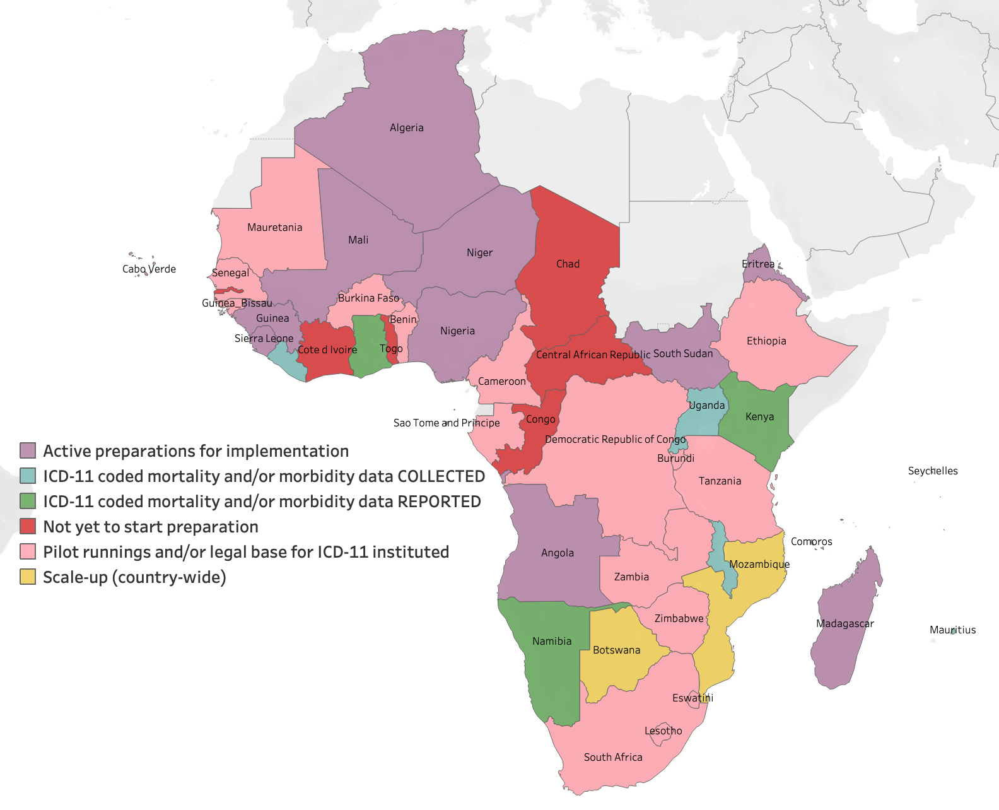 Algeria
Mauretania
Mali
Niger
Chad
Eritrea
Cabo Verde
Senegal
Burkina Faso
Guinea_Bissau
Guinea
Benin
Nigeria
Sierra Leone
Cote d Ivoire
Togo
Ethiopia
Central African Republic
South Sudan
Cameroon
Uganda
Kenya
Sao Tome and Principe
Congo
Democratic Republic of Congo
Burundi
Seychelles
Tanzania
Active preparations for implementation
ICD-11 coded mortality and/or morbidity data COLLECTED
ICD-11 coded mortality and/or morbidity data REPORTED
Not yet to start preparation
Pilot runnings and/or legal base for ICD-11 instituted
Scale-up (country-wide)
Comoros
Angola
Mozambique
Zambia
Zimbabwe
Madagascar
Mauritius
Namibia
Botswana
Eswatini
Lesotho
South Africa